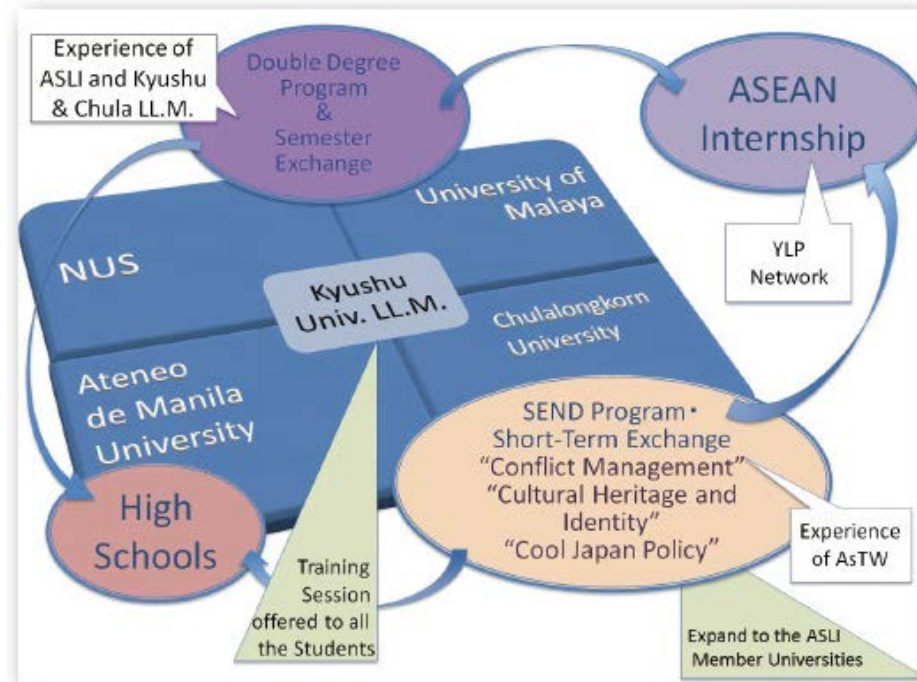 Experience of
ASLI and Kyushu
& Chula LL.M.
Double Degree
Program
&
Semester
Exchange
ASEAN
Internship
YLP
Network
University of
Malaya
NUS
Kyushu
Univ. LL.M.
Chulalongkorn
University
Ateneo
de Manila
University
SEND Program・
Short-Term Exchange
“Conflict Management”
“Cultural Heritage and
Identity”
“Cool Japan Policy”
High
Schools
Experience
of AsTW
Training
Session
offered to all
the Students
Expand to the ASLI
Member Universities